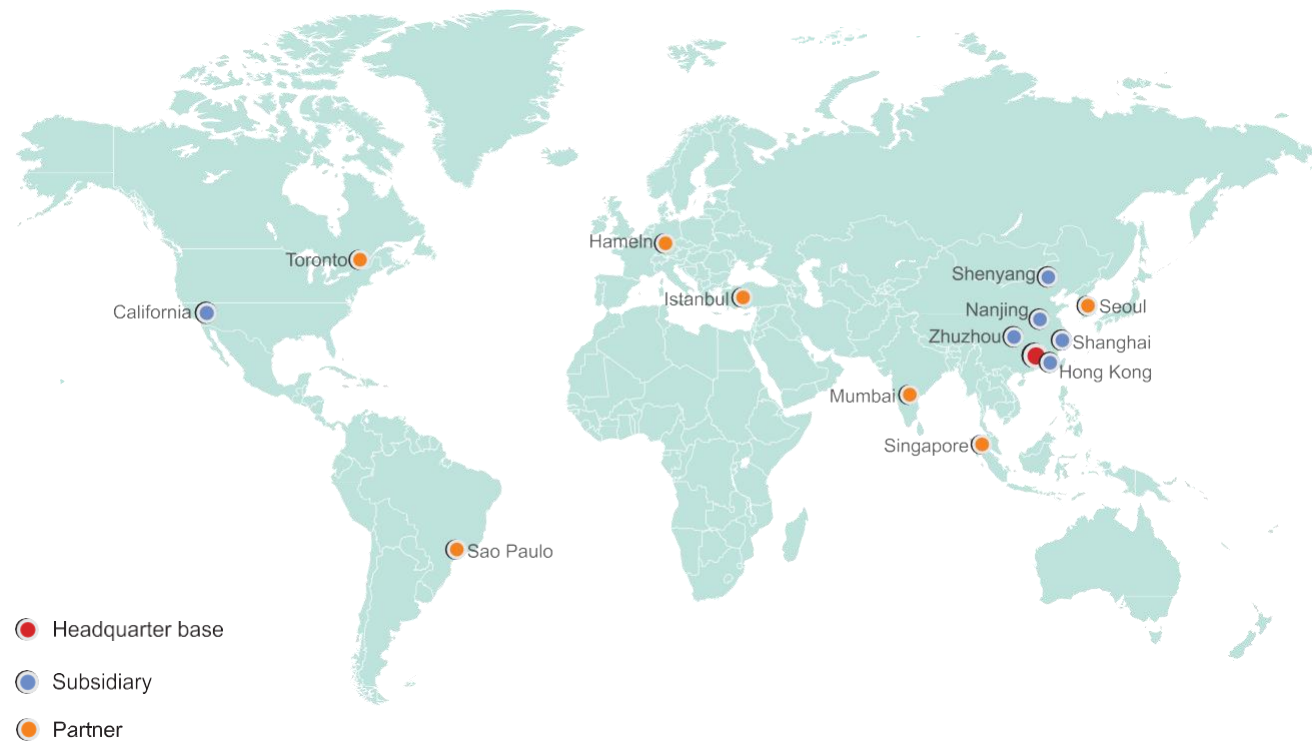 Hameln
Toronto
Shenyang
Istanbul
Seoul
California
Nanjing
Zhuzhou
Shanghai
Hong Kong
Mumbai
Singapore
Sao Paulo
Headquarter base
Subsidiary
Partner